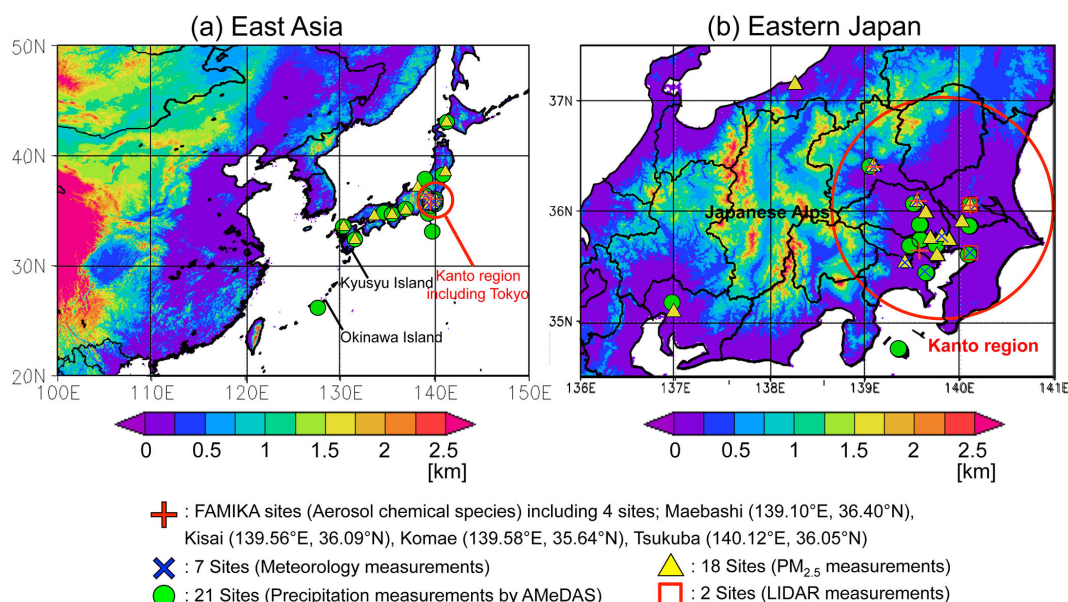 (a) East Asia
(b) Eastern Japan
50N
40N
30N
20N
100E 110E 120E 130E 140E 150E
Kyusyu Island
Okinawa Island
Kanto region
including Tokyo
37N
36N
35N
136E 137E 138E 139E 140E 141E
Japanese Alps
Kanto region
0 0.5 1 1.5 2 2.5
[km]
0 0.5 1 1.5 2 2.5
[km]
: FAMIKA sites (Aerosol chemical species) including 4 sites; Maebashi (139.10°E, 36.40°N),
Kisai (139.56°E, 36.09°N), Komae (139.58°E, 35.64°N), Tsukuba (140.12°E, 36.05°N)
: 7 Sites (Meteorology measurements)
: 18 Sites (PM2.5 measurements)
: 21 Sites (Precipitation measurements by AMeDAS)
: 2 Sites (LIDAR measurements)